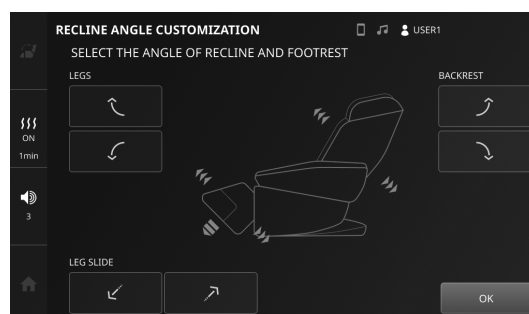 RECLINE ANGLE CUSTOMIZATION
USER1
SELECT THE ANGLE OF RECLINE AND FOOTREST
LEGS
BACKREST
ON
1min
3
LEG SLIDE
OK